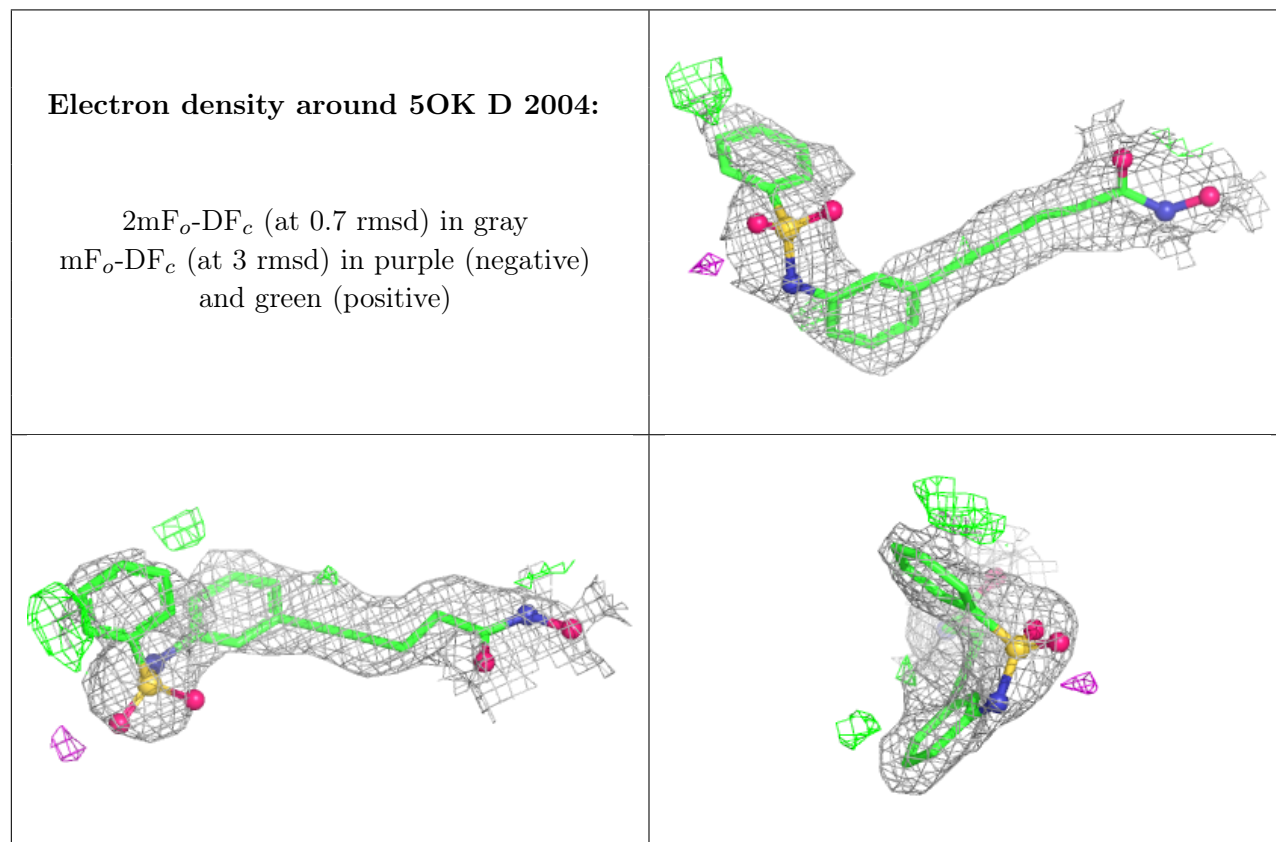 Electron density around 5OK D 2004:
2mFo-DFc (at 0.7 rmsd) in gray
mFo-DFc (at 3 rmsd) in purple (negative)
and green (positive)